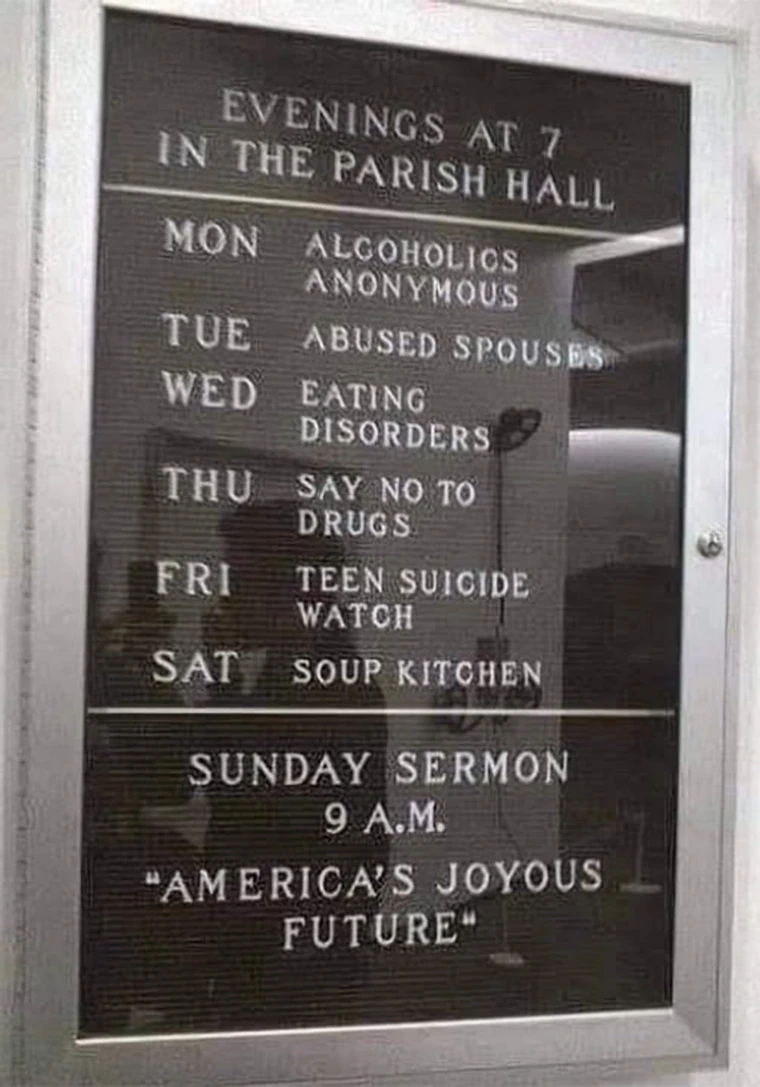 EVENINGS AT 7
IN THE PARISH HALL
MON ALCOHOLICS
ANONYMOUS
TUE ABUSED SPOUSES
WED EATING
DISORDERS
THU SAY NO TO
DRUGS
FRI TEEN SUICIDE
WATCH
SAT SOUP KITCHEN
SUNDAY SERMON
9 A.M.
"AMERICA'S JOYOUS
FUTURE"